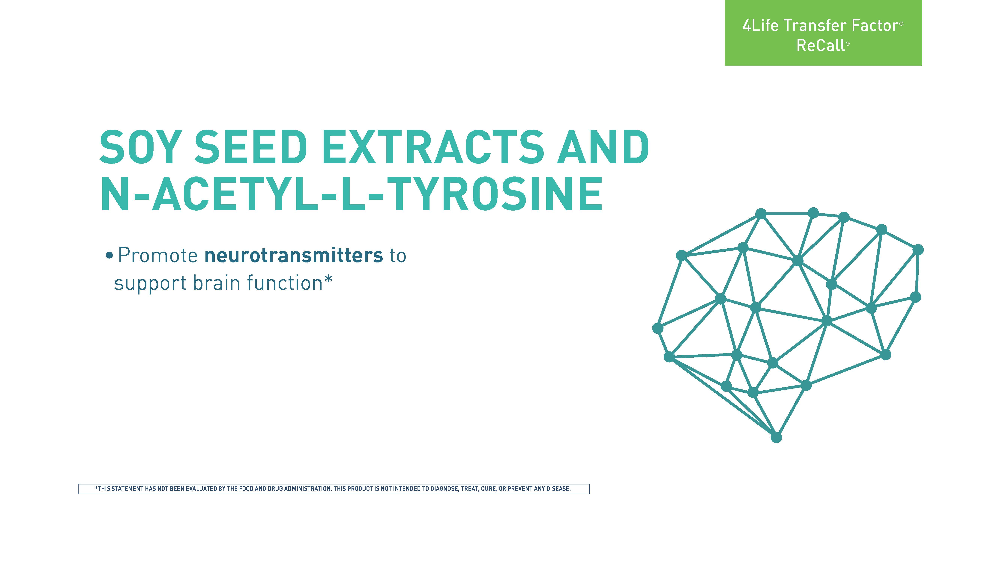 4Life Transfer Factor®
ReCall®
SOY SEED EXTRACTS AND
N-ACETYL-L-TYROSINE
• Promote neurotransmitters to
support brain function*
*THIS STATEMENT HAS NOT BEEN EVALUATED BY THE FOOD AND DRUG ADMINISTRATION. THIS PRODUCT IS NOT INTENDED TO DIAGNOSE, TREAT, CURE, OR PREVENT ANY DISEASE.